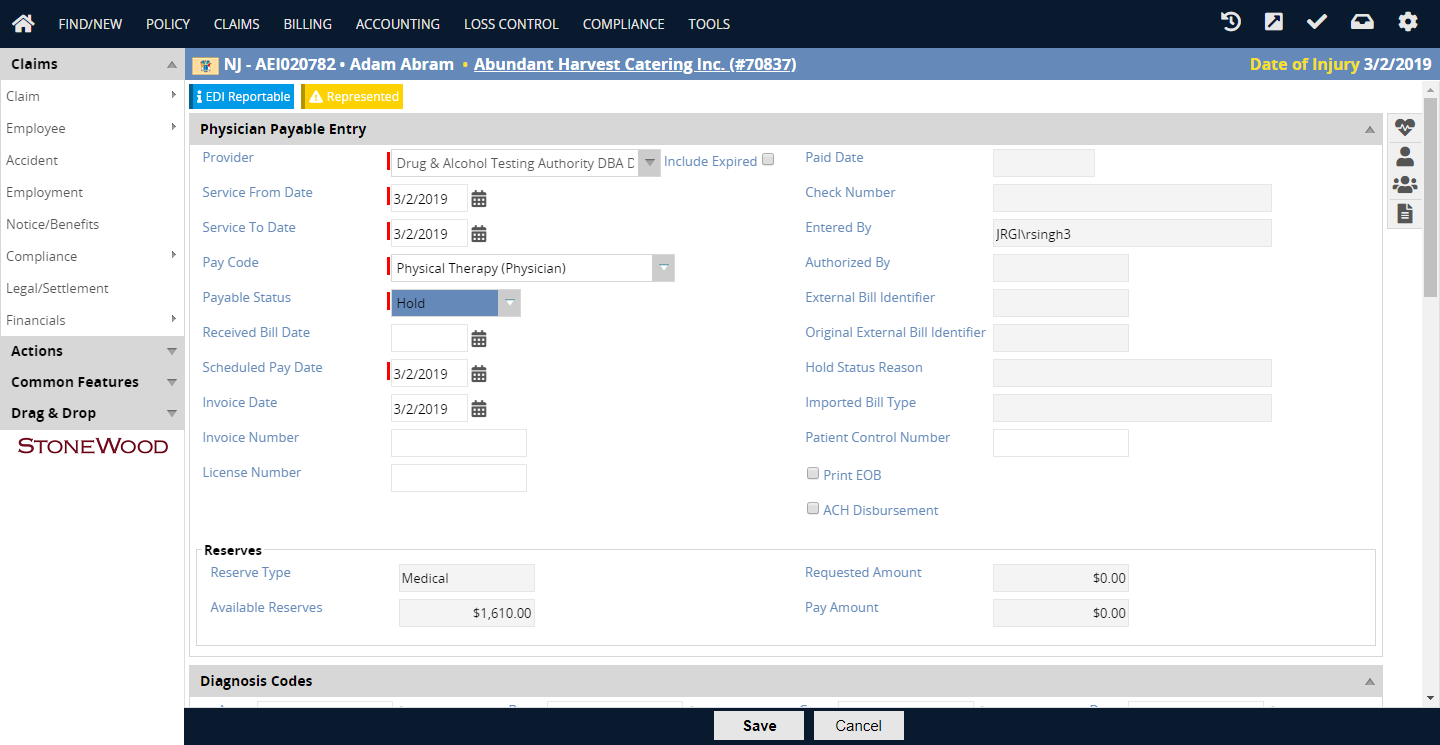 FIND/NEW POLICY CLAIMS BILLING ACCOUNTING LOSS CONTROL COMPLIANCE TOOLS
Claims
NJ - AEI020782 • Adam Abram • Abundant Harvest Catering Inc. (#70837)
Date of Injury 3/2/2019
Claim
Employee
Accident
Employment
Notice/Benefits
Compliance
Legal/Settlement
Financials
Actions
Common Features
Drag & Drop
STONEWOOD
EDI Reportable
Represented
Physician Payable Entry
Provider Drug & Alcohol Testing Authority DBA D Include Expired
Service From Date 3/2/2019
Service To Date 3/2/2019
Pay Code Physical Therapy (Physician)
Payable Status Hold
Received Bill Date
Scheduled Pay Date 3/2/2019
Invoice Date 3/2/2019
Invoice Number
License Number
Paid Date
Check Number
Entered By JRGI\rsingh3
Authorized By
External Bill Identifier
Original External Bill Identifier
Hold Status Reason
Imported Bill Type
Patient Control Number
Print EOB
ACH Disbursement
Reserves
Reserve Type Medical
Available Reserves $1,610.00
Requested Amount $0.00
Pay Amount $0.00
Diagnosis Codes
Save Cancel